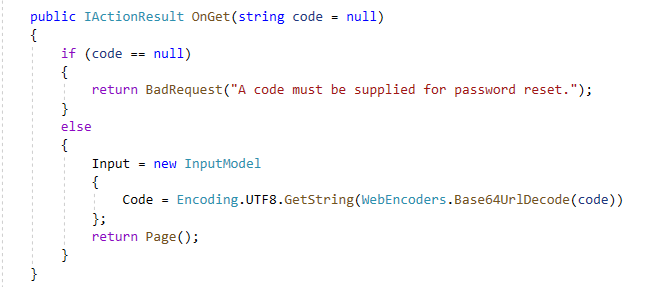 public IActionResult OnGet(string code = null)
{
    if (code == null)
    {
        return BadRequest("A code must be supplied for password reset.");
    }
    else
    {
        Input = new InputModel
        {
            Code = Encoding.UTF8.GetString(WebEncoders.Base64UrlDecode(code))
        };
        return Page();
    }
}